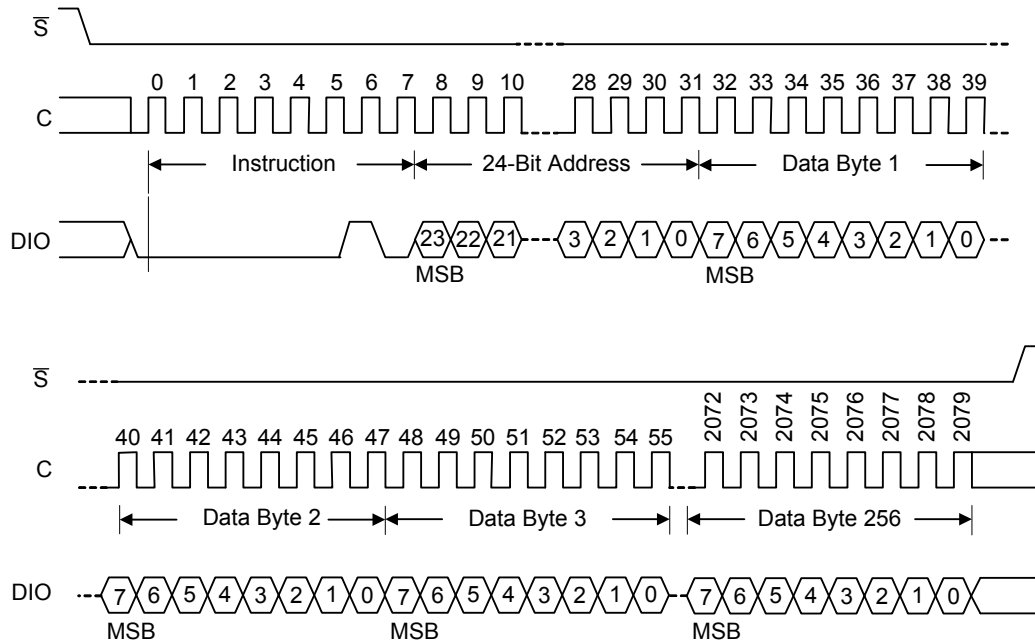 S̅
0 1 2 3 4 5 6 7 8 9 10 28 29 30 31 32 33 34 35 36 37 38 39
C
Instruction 24-Bit Address Data Byte 1
DIO 23 22 21 3 2 1 0 7 6 5 4 3 2 1 0
MSB MSB
S̅
2072 2073 2074 2075 2076 2077 2078 2079
40 41 42 43 44 45 46 47 48 49 50 51 52 53 54 55
C
Data Byte 2 Data Byte 3 Data Byte 256
DIO 7 6 5 4 3 2 1 0 7 6 5 4 3 2 1 0 7 6 5 4 3 2 1 0
MSB MSB MSB